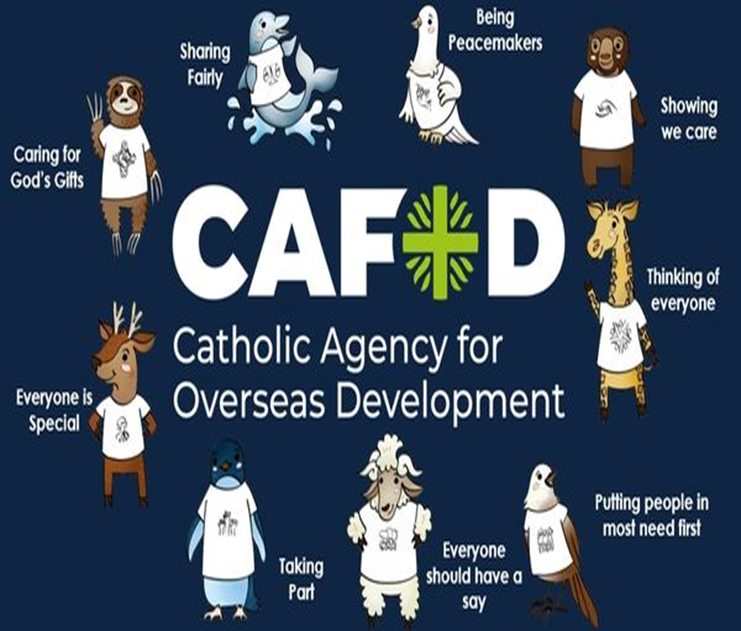 Being
Peacemakers
Sharing
Fairly
Showing
we care
Caring for
God's Gifts
CAFOD
Catholic Agency for
Overseas Development
Thinking of
everyone
Everyone is
Special
Putting people in
most need first
Taking
Part
Everyone
should have a
say